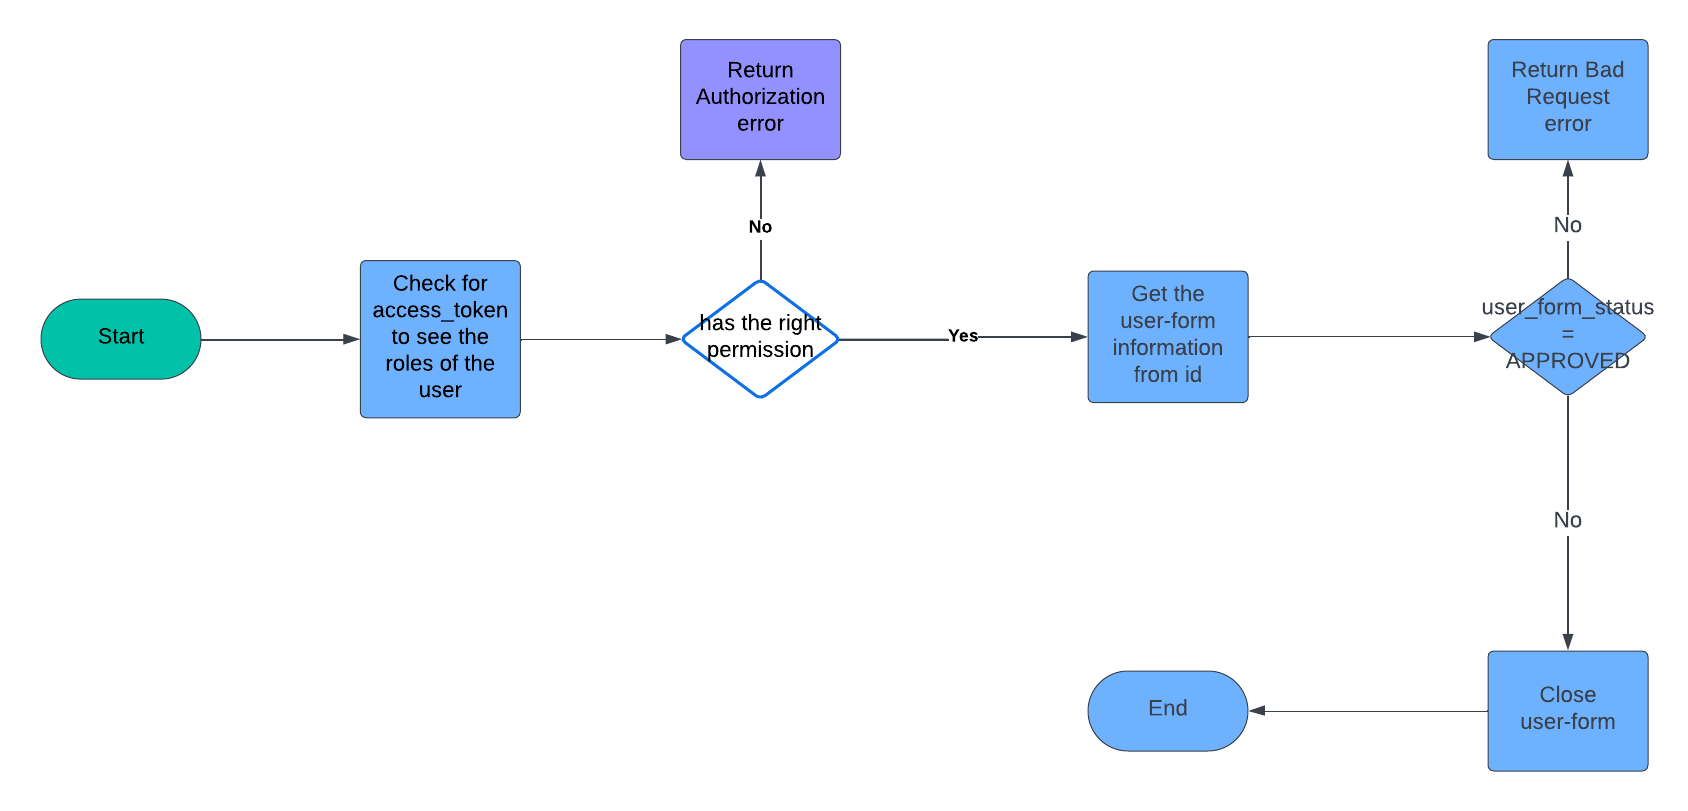 Start
Check for
access_token
to see the
roles of the
user
has the right
permission
No
Return
Authorization
error
Yes
Get the
user-form
information
from id
user_form_status
=
APPROVED
No
Return Bad
Request
error
No
Close
user-form
End